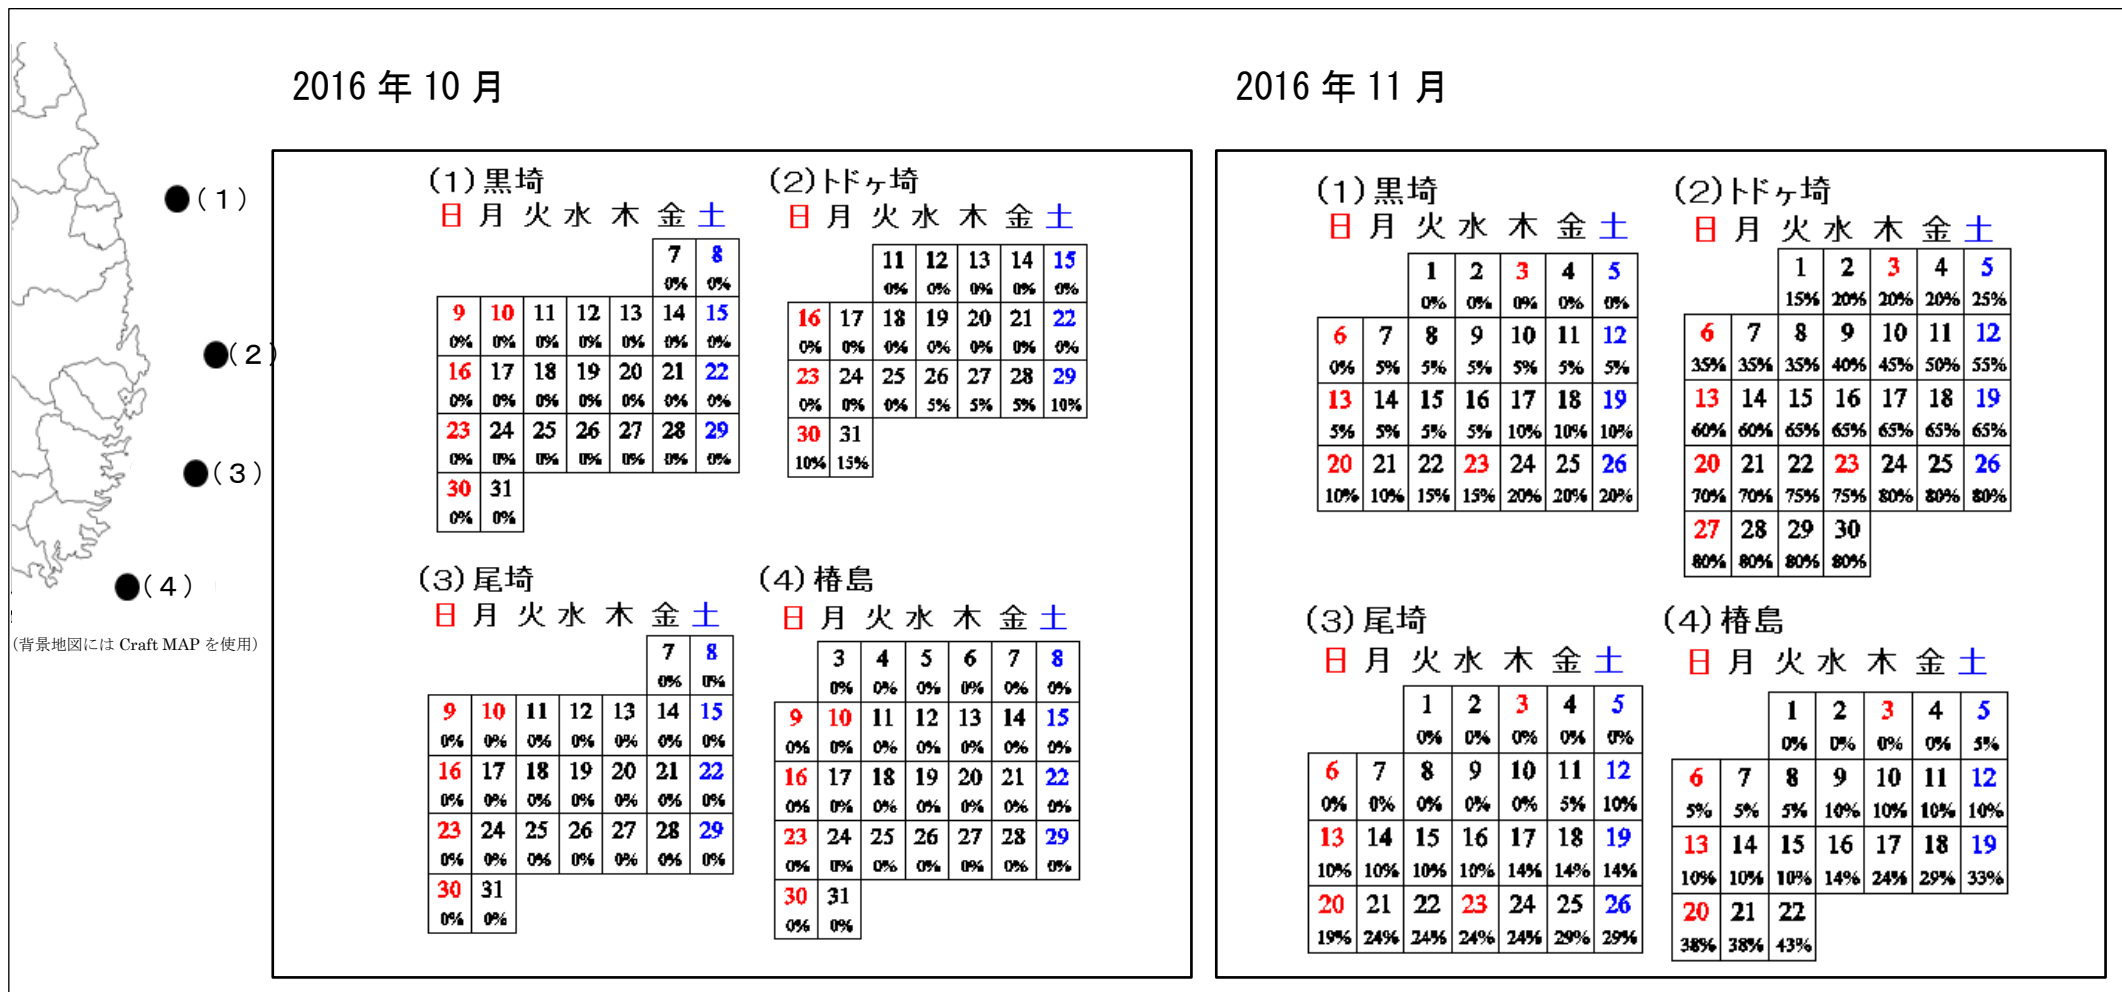 2016 年 10 月
2016 年 11 月
(1)
(2)
(3)
(4)
(背景地図には Craft MAP を使用)
(1)黒埼
日 月 火 水 木 金 土
7 8
0% 0%
9 10 11 12 13 14 15
0% 0% 0% 0% 0% 0% 0%
16 17 18 19 20 21 22
0% 0% 0% 0% 0% 0% 0%
23 24 25 26 27 28 29
0% 0% 0% 0% 0% 0% 0%
30 31
0% 0%
(2)トドヶ埼
日 月 火 水 木 金 土
11 12 13 14 15
0% 0% 0% 0% 0%
16 17 18 19 20 21 22
0% 0% 0% 0% 0% 0% 0%
23 24 25 26 27 28 29
0% 0% 0% 5% 5% 5% 10%
30 31
10% 15%
(3)尾埼
日 月 火 水 木 金 土
7 8
0% 0%
9 10 11 12 13 14 15
0% 0% 0% 0% 0% 0% 0%
16 17 18 19 20 21 22
0% 0% 0% 0% 0% 0% 0%
23 24 25 26 27 28 29
0% 0% 0% 0% 0% 0% 0%
30 31
0% 0%
(4)椿島
日 月 火 水 木 金 土
3 4 5 6 7 8
0% 0% 0% 0% 0% 0%
9 10 11 12 13 14 15
0% 0% 0% 0% 0% 0% 0%
16 17 18 19 20 21 22
0% 0% 0% 0% 0% 0% 0%
23 24 25 26 27 28 29
0% 0% 0% 0% 0% 0% 0%
30 31
0% 0%
(1)黒埼
日 月 火 水 木 金 土
1 2 3 4 5
0% 0% 0% 0% 0%
6 7 8 9 10 11 12
0% 5% 5% 5% 5% 5% 5%
13 14 15 16 17 18 19
5% 5% 5% 5% 10% 10% 10%
20 21 22 23 24 25 26
10% 10% 15% 15% 20% 20% 20%
(2)トドヶ埼
日 月 火 水 木 金 土
1 2 3 4 5
15% 20% 20% 20% 25%
6 7 8 9 10 11 12
35% 35% 35% 40% 45% 50% 55%
13 14 15 16 17 18 19
60% 60% 65% 65% 65% 65% 65%
20 21 22 23 24 25 26
70% 70% 75% 75% 80% 80% 80%
27 28 29 30
80% 80% 80% 80%
(3)尾埼
日 月 火 水 木 金 土
1 2 3 4 5
0% 0% 0% 0% 0%
6 7 8 9 10 11 12
0% 0% 0% 0% 0% 5% 10%
13 14 15 16 17 18 19
10% 10% 10% 10% 14% 14% 14%
20 21 22 23 24 25 26
19% 24% 24% 24% 24% 29% 29%
(4)椿島
日 月 火 水 木 金 土
1 2 3 4 5
0% 0% 0% 0% 5%
6 7 8 9 10 11 12
5% 5% 5% 10% 10% 10% 10%
13 14 15 16 17 18 19
10% 10% 10% 14% 24% 29% 33%
20 21 22
38% 38% 43%